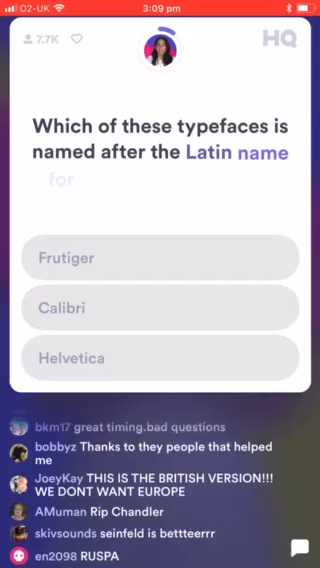 O2-UK 3:09 pm
7.7K HQ
Which of these typefaces is
named after the Latin name
for
Frutiger
Calibri
Helvetica
bkm17 great timing.bad questions
bobbyz Thanks to they people that helped
me
JoeyKay THIS IS THE BRITISH VERSION!!!
WE DONT WANT EUROPE
AMuman Rip Chandler
skivsounds seinfeld is bettteerrr
en2098 RUSPA